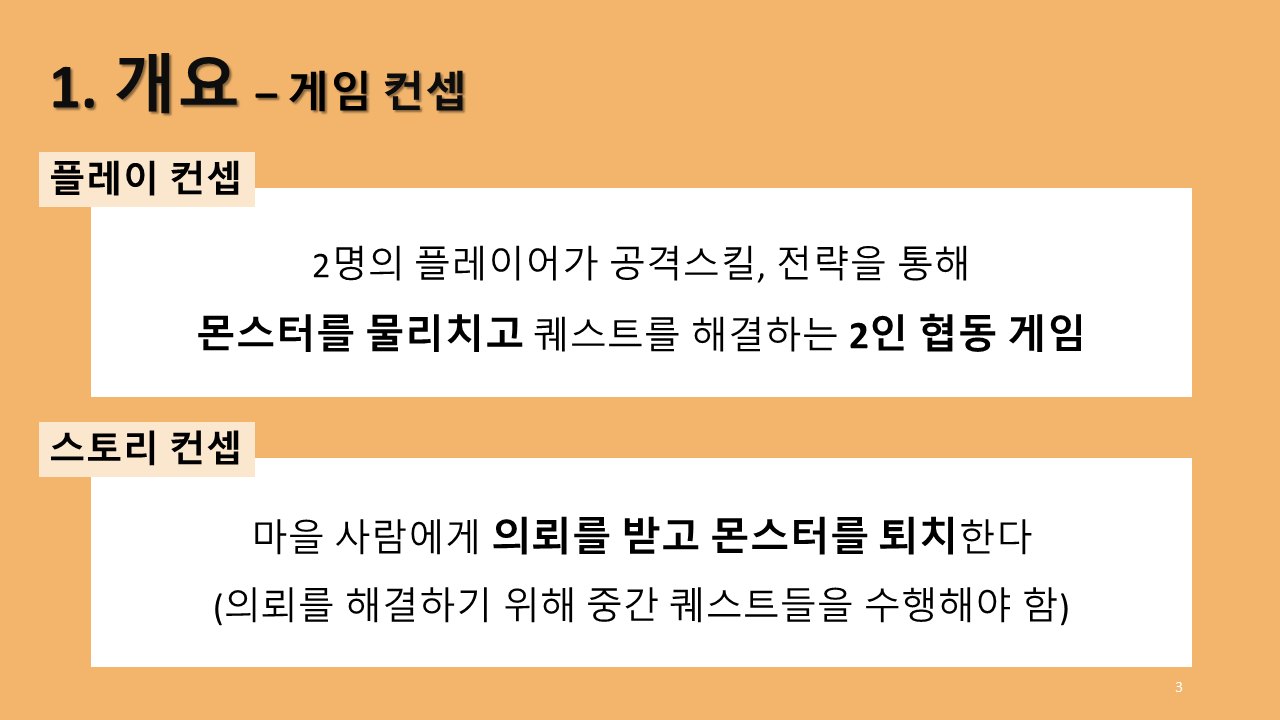 1. 개요 – 게임 컨셉
플레이 컨셉
2명의 플레이어가 공격스킬, 전략을 통해
몬스터를 물리치고 퀘스트를 해결하는 2인 협동 게임
스토리 컨셉
마을 사람에게 의뢰를 받고 몬스터를 퇴치한다
(의뢰를 해결하기 위해 중간 퀘스트들을 수행해야 함)
3